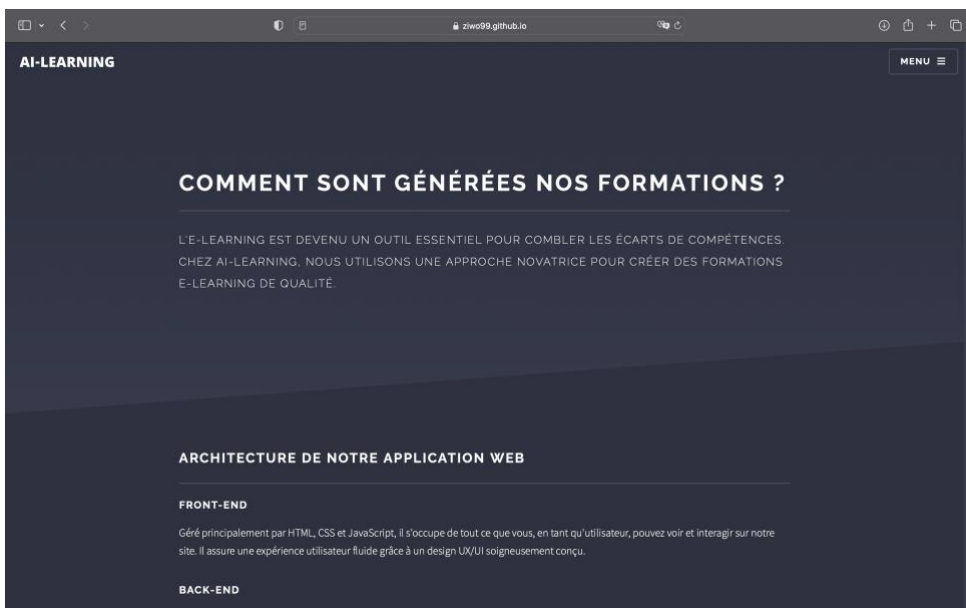 ziwo99.github.io
AI-LEARNING
MENU
COMMENT SONT GÉNÉRÉES NOS FORMATIONS ?
L'E-LEARNING EST DEVENU UN OUTIL ESSENTIEL POUR COMBLER LES ÉCARTS DE COMPÉTENCES.
CHEZ AI-LEARNING, NOUS UTILISONS UNE APPROCHE NOVATRICE POUR CRÉER DES FORMATIONS
E-LEARNING DE QUALITÉ.
ARCHITECTURE DE NOTRE APPLICATION WEB
FRONT-END
Géré principalement par HTML, CSS et JavaScript, il s'occupe de tout ce que vous, en tant qu'utilisateur, pouvez voir et interagir sur notre
site. Il assure une expérience utilisateur fluide grâce à un design UX/UI soigneusement conçu.
BACK-END